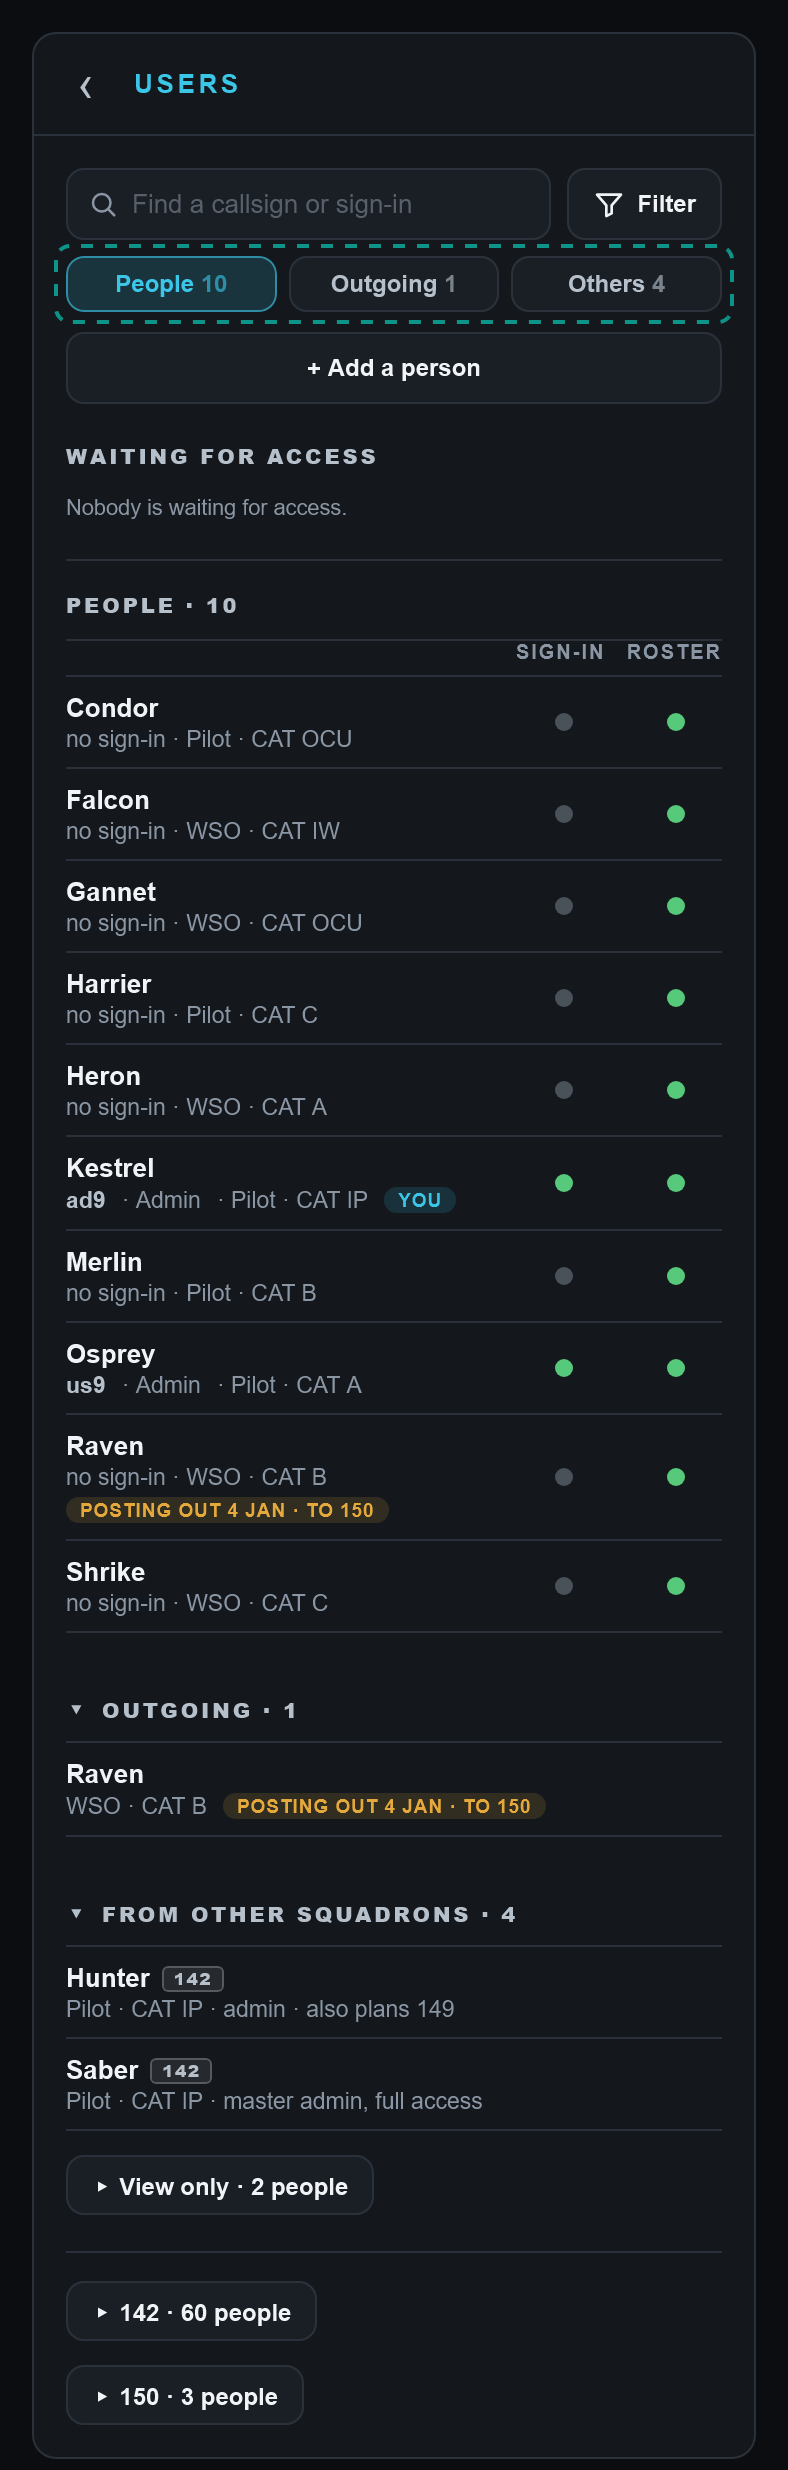 USERS
Find a callsign or sign-in
Filter
People 10
Outgoing 1
Others 4
+ Add a person
WAITING FOR ACCESS
Nobody is waiting for access.
PEOPLE · 10
SIGN-IN ROSTER
Condor
no sign-in · Pilot · CAT OCU
Falcon
no sign-in · WSO · CAT IW
Gannet
no sign-in · WSO · CAT OCU
Harrier
no sign-in · Pilot · CAT C
Heron
no sign-in · WSO · CAT A
Kestrel
ad9 · Admin · Pilot · CAT IP YOU
Merlin
no sign-in · Pilot · CAT B
Osprey
us9 · Admin · Pilot · CAT A
Raven
no sign-in · WSO · CAT B
POSTING OUT 4 JAN · TO 150
Shrike
no sign-in · WSO · CAT C
OUTGOING · 1
Raven
WSO · CAT B POSTING OUT 4 JAN · TO 150
FROM OTHER SQUADRONS · 4
Hunter 142
Pilot · CAT IP · admin · also plans 149
Saber 142
Pilot · CAT IP · master admin, full access
View only · 2 people
142 · 60 people
150 · 3 people